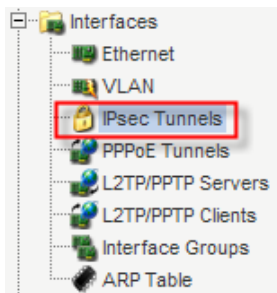 Interfaces
Ethernet
VLAN
IPsec Tunnels
PPPoE Tunnels
L2TP/PPTP Servers
L2TP/PPTP Clients
Interface Groups
ARP Table